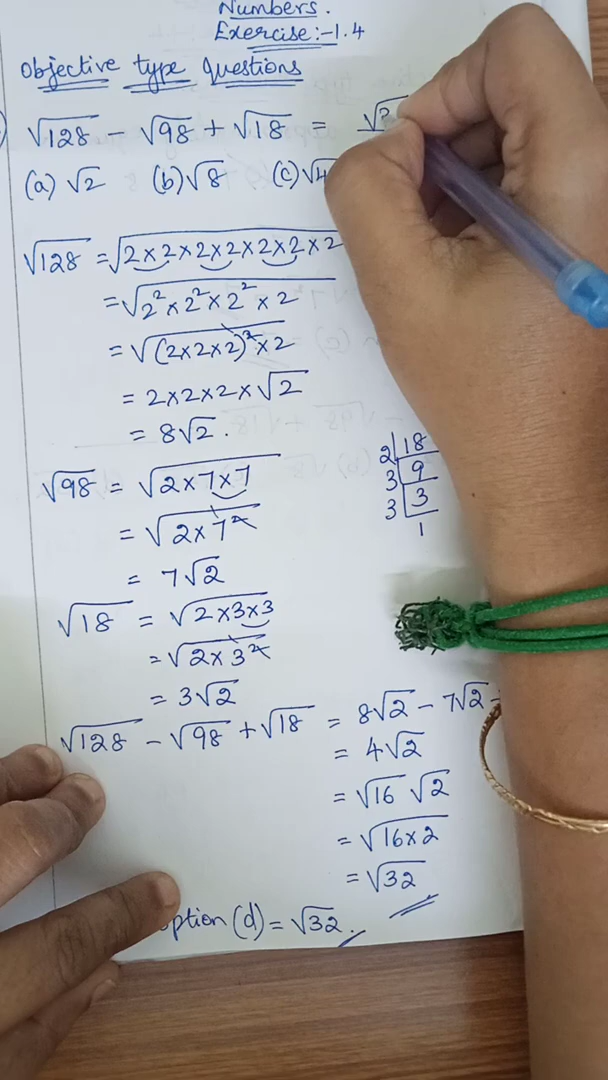 Numbers.
Exercise:-1.4
Objective type Questions
√128 - √98 + √18 =
(a) √2 (b) √8 (c) √4
√128 = √2×2×2×2×2×2×2
= √2²×2²×2²×2
= √(2×2×2)²×2
= 2×2×2×√2
= 8√2.
2 18
3 9
3 3
1
√98 = √2×7×7
= √2×7²
= 7√2
√18 = √2×3×3
= √2×3²
= 3√2
√128 - √98 + √18 = 8√2 - 7√2
= 4√2
= √16 √2
= √16×2
= √32
option (d) = √32.